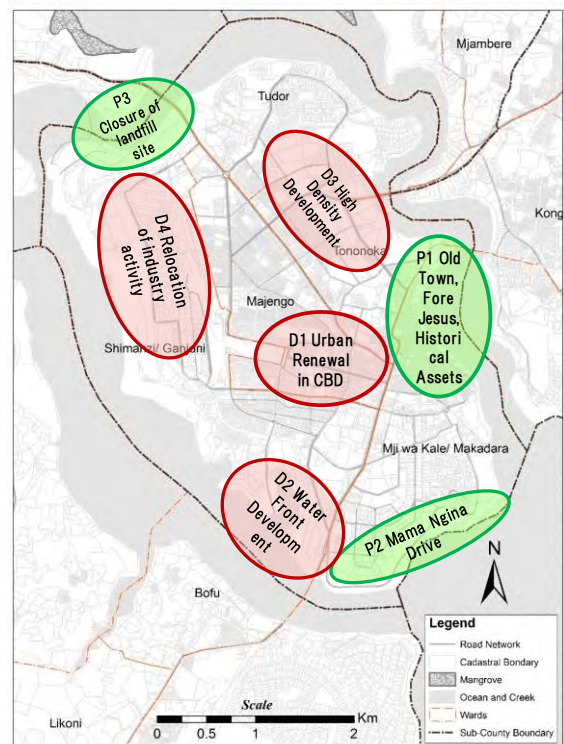 Mjambere
P3
Closure of
landfill
site
Tudor
D3 High
Density
Development
Kong
Tononoka
D4 Relocation
of industry
activity
P1 Old
Town,
Fore
Jesus,
Histori
cal
Assets
Majengo
D1 Urban
Renewal
in CBD
Shimanzi/ Ganjoni
Mji wa Kale/ Makadara
D2 Water
Front
Developm
ent
P2 Mama Ngina
Drive
N
Bofu
Legend
Road Network
Cadastral Bondary
Mangrove
Ocean and Creek
Wards
Sub-County Boundary
Scale
Km
0 0.5 1 2
Likoni